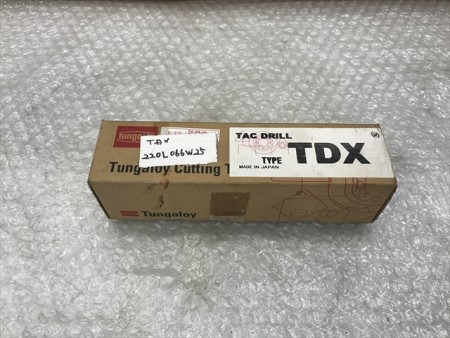 Tungaloy
TDX
220L066W25
TAC DRILL
TYPE TDX
MADE IN JAPAN
Tungaloy Cutting T
Tungaloy